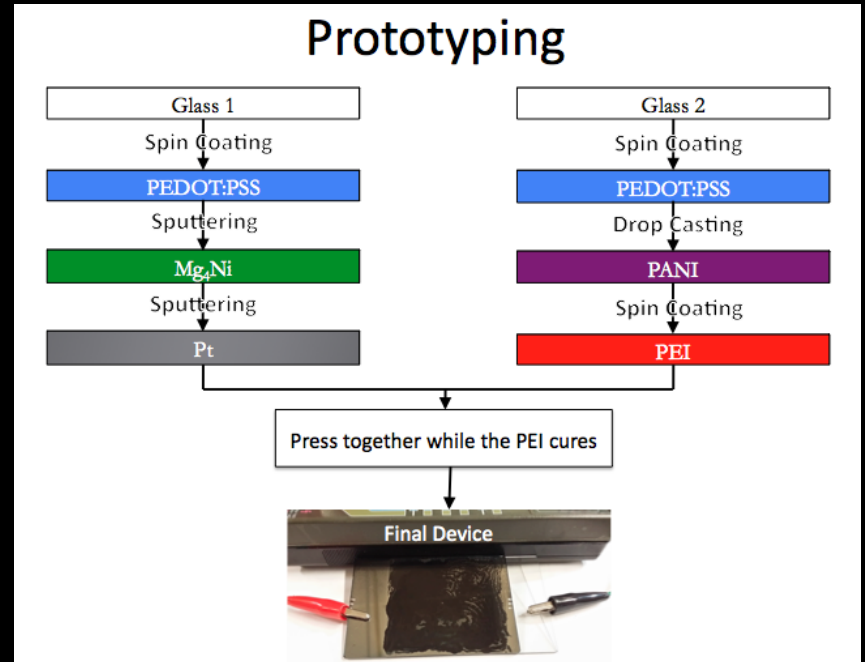 Prototyping
Glass 1
Spin Coating
PEDOT:PSS
Sputtering
Mg₄Ni
Sputtering
Pt
Glass 2
Spin Coating
PEDOT:PSS
Drop Casting
PANI
Spin Coating
PEI
Press together while the PEI cures
Final Device